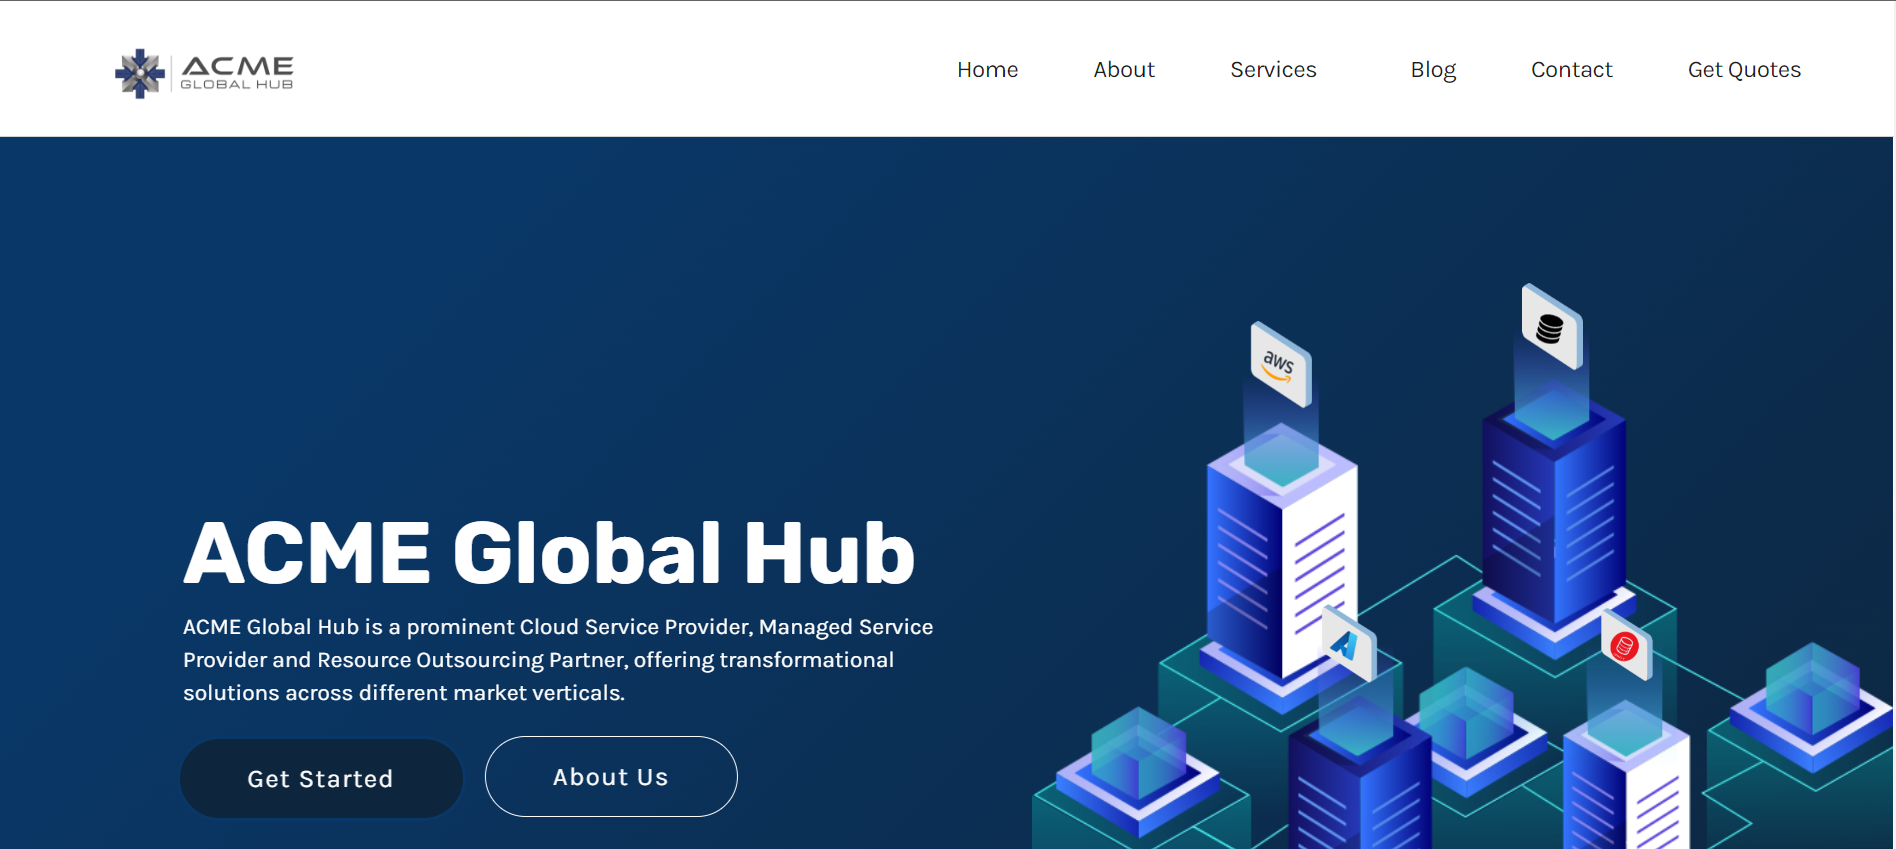 ACME
GLOBAL HUB
Home About Services Blog Contact Get Quotes
aws
ACME Global Hub
ACME Global Hub is a prominent Cloud Service Provider, Managed Service
Provider and Resource Outsourcing Partner, offering transformational
solutions across different market verticals.
Get Started About Us